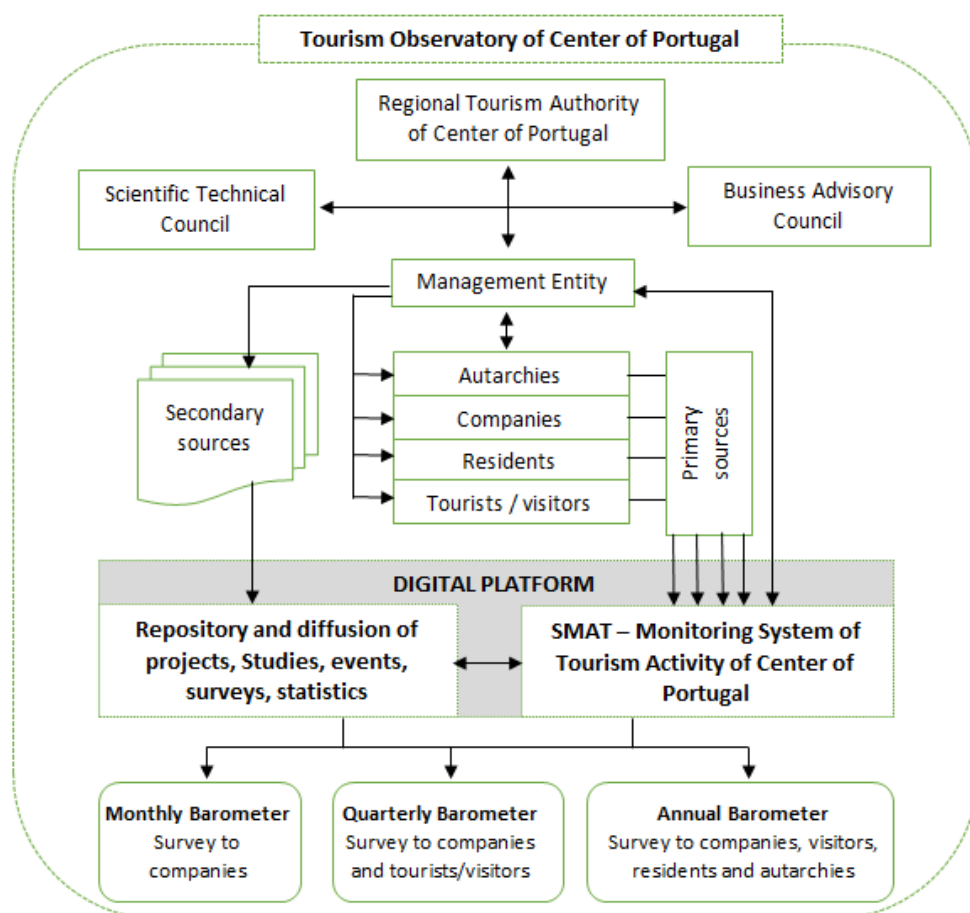 Tourism Observatory of Center of Portugal
Regional Tourism Authority
of Center of Portugal
Scientific Technical
Council
Business Advisory
Council
Management Entity
Secondary
sources
Autarchies
Companies
Residents
Tourists / visitors
Primary
sources
DIGITAL PLATFORM
Repository and diffusion of
projects, Studies, events,
surveys, statistics
SMAT – Monitoring System of
Tourism Activity of Center of
Portugal
Monthly Barometer
Survey to
companies
Quarterly Barometer
Survey to companies
and tourists/visitors
Annual Barometer
Survey to companies, visitors,
residents and autarchies